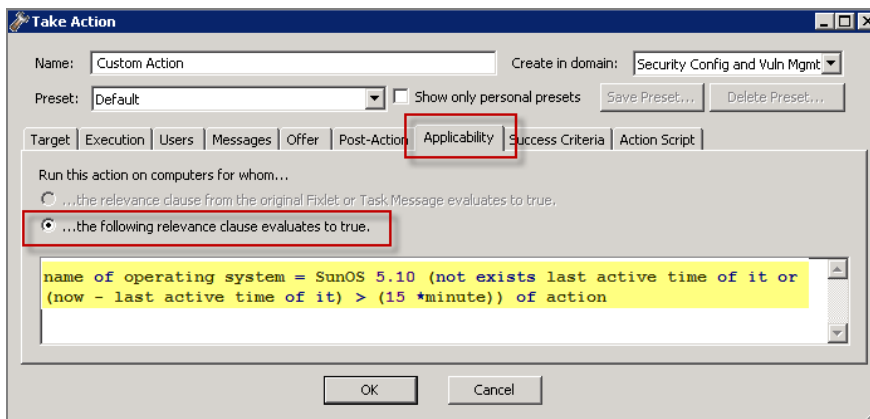 Take Action
Name: Custom Action Create in domain: Security Config and Vuln Mgmt
Preset: Default Show only personal presets Save Preset... Delete Preset...
Target Execution Users Messages Offer Post-Action Applicability Success Criteria Action Script
Run this action on computers for whom...
...the relevance clause from the original Fixlet or Task Message evaluates to true.
...the following relevance clause evaluates to true.
name of operating system = SunOS 5.10 (not exists last active time of it or
(now - last active time of it) > (15 *minute)) of action
OK Cancel